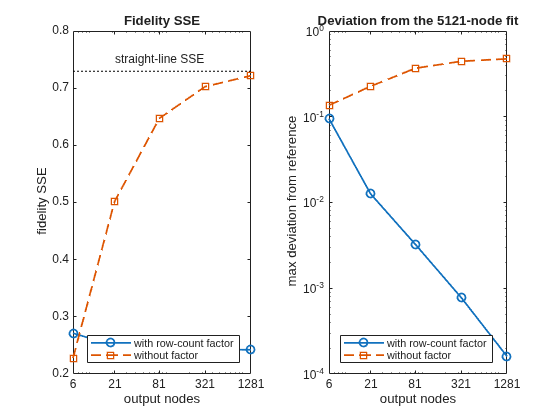 Fidelity SSE
0.8
0.7
0.6
0.5
0.4
0.3
0.2
fidelity SSE
straight-line SSE
with row-count factor
without factor
6 21 81 321 1281
output nodes
Deviation from the 5121-node fit
10^0
10^-1
10^-2
10^-3
10^-4
max deviation from reference
with row-count factor
without factor
6 21 81 321 1281
output nodes